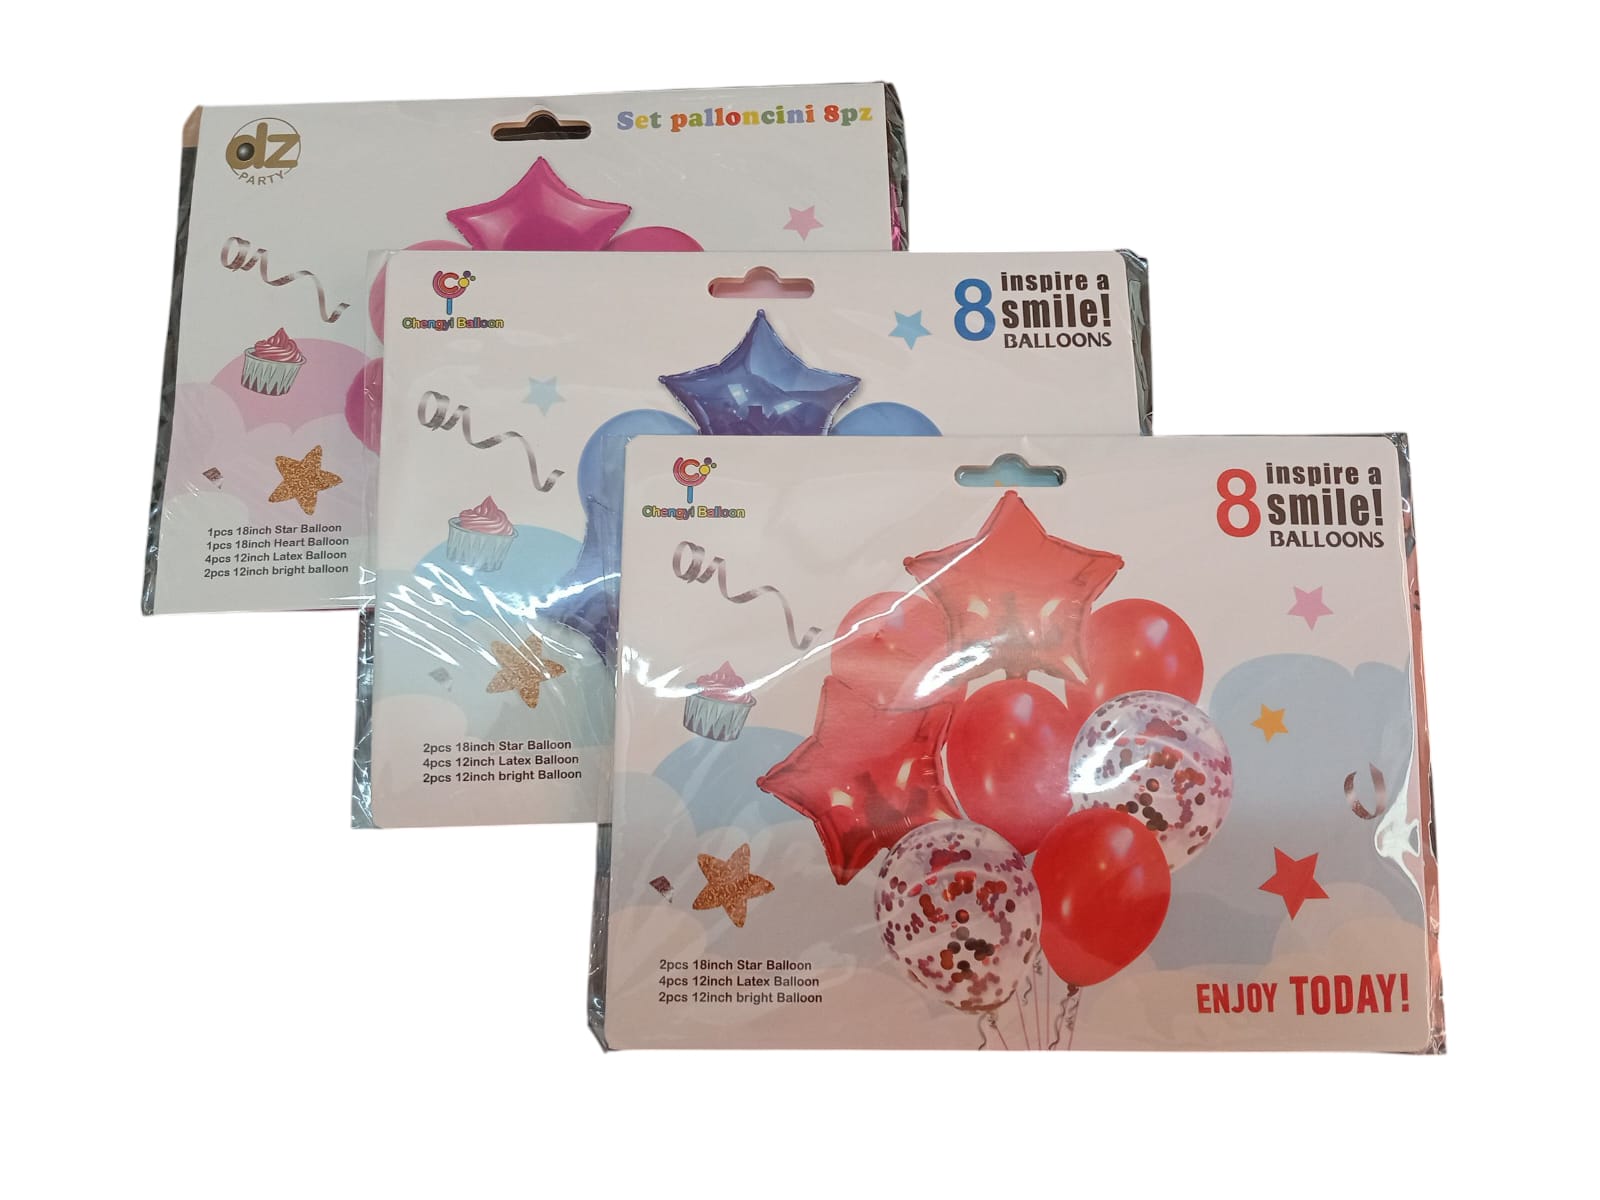 dz
PARTY
Set palloncini 8pz
1pcs 18inch Star Balloon
1pcs 18inch Heart Balloon
4pcs 12inch Latex Balloon
2pcs 12inch bright balloon
Chengyi Balloon
8 inspire a
smile!
BALLOONS
2pcs 18inch Star Balloon
4pcs 12inch Latex Balloon
2pcs 12inch bright Balloon
Chengyi Balloon
8 inspire a
smile!
BALLOONS
2pcs 18inch Star Balloon
4pcs 12inch Latex Balloon
2pcs 12inch bright Balloon
ENJOY TODAY!